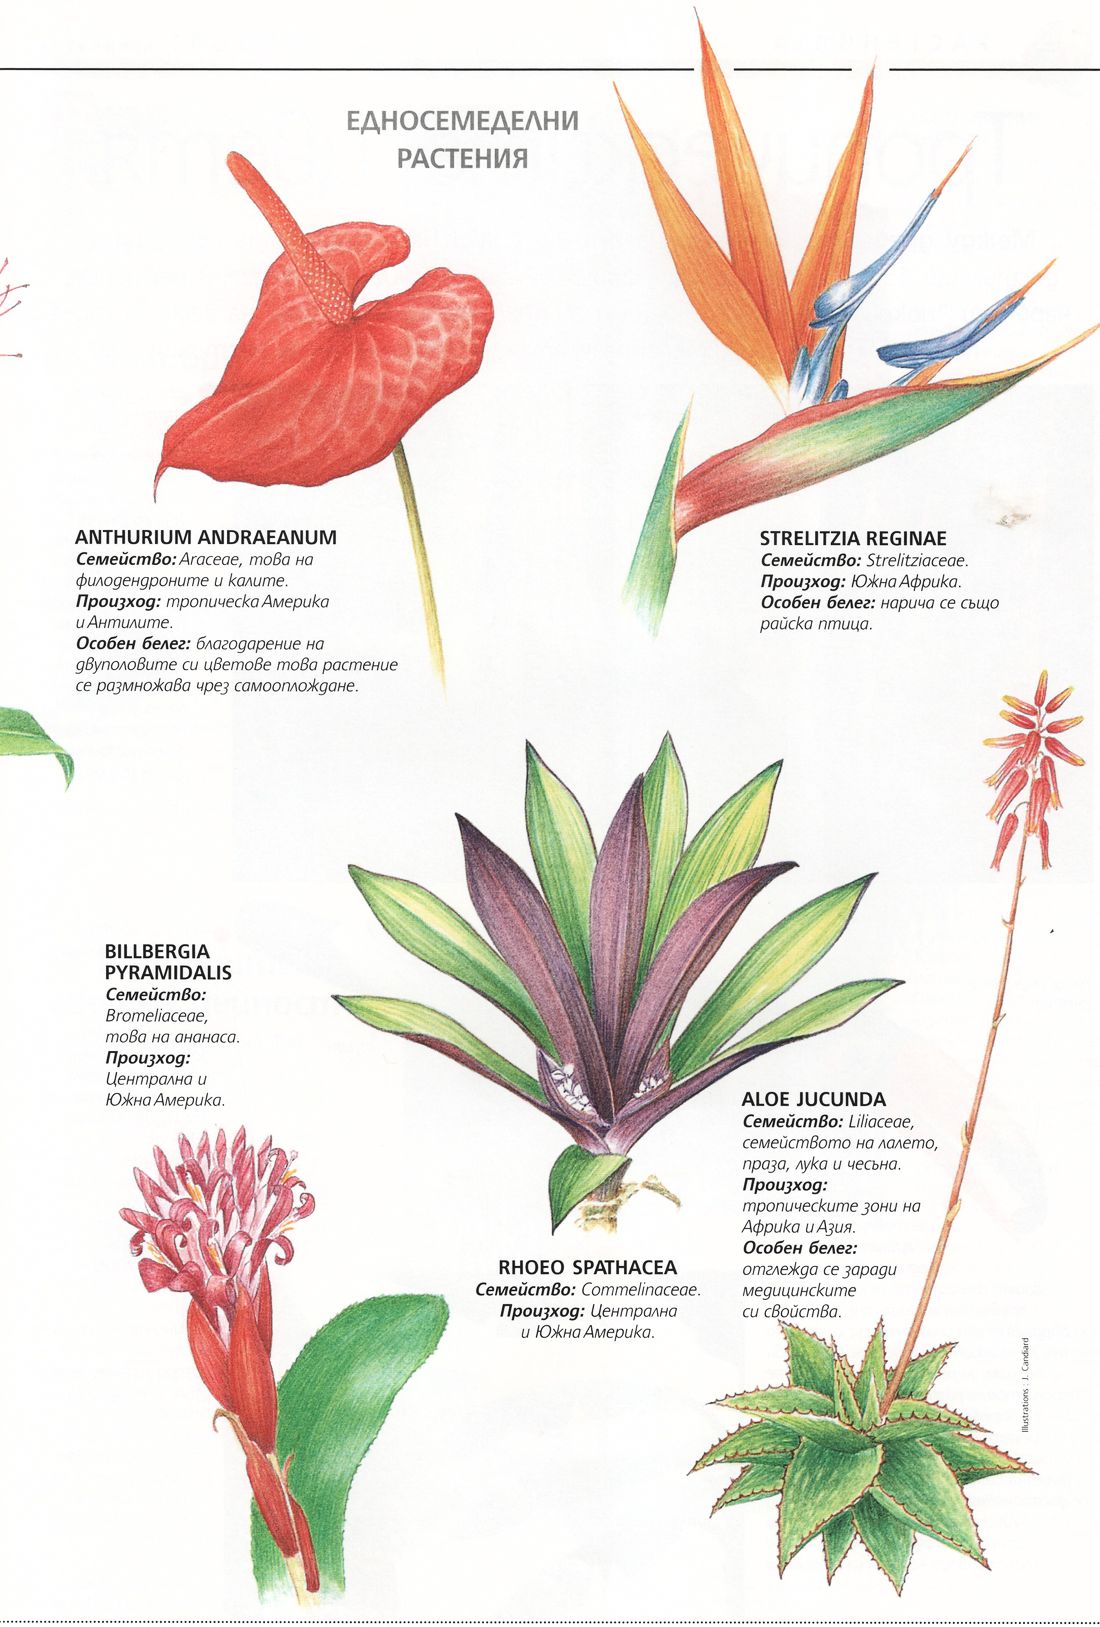 ЕДНОСЕМЕДЕЛНИ
РАСТЕНИЯ
ANTHURIUM ANDRAEANUM
Семейство: Araceae, това на
филодендроните и калите.
Произход: тропическа Америка
и Антилите.
Особен белег: благодарение на
двуполовите си цветове това растение
се размножава чрез самооплождане.
STRELITZIA REGINAE
Семейство: Strelitziaceae.
Произход: Южна Африка.
Особен белег: нарича се също
райска птица.
BILLBERGIA
PYRAMIDALIS
Семейство:
Bromeliaceae,
това на ананаса.
Произход:
Централна и
Южна Америка.
RHOEO SPATHACEA
Семейство: Commelinaceae.
Произход: Централна
и Южна Америка.
ALOE JUCUNDA
Семейство: Liliaceae,
семейството на лалето,
праза, лука и чесъна.
Произход:
тропическите зони на
Африка и Азия.
Особен белег:
отглежда се заради
медицинските
си свойства.
Illustrations : J. Candiard